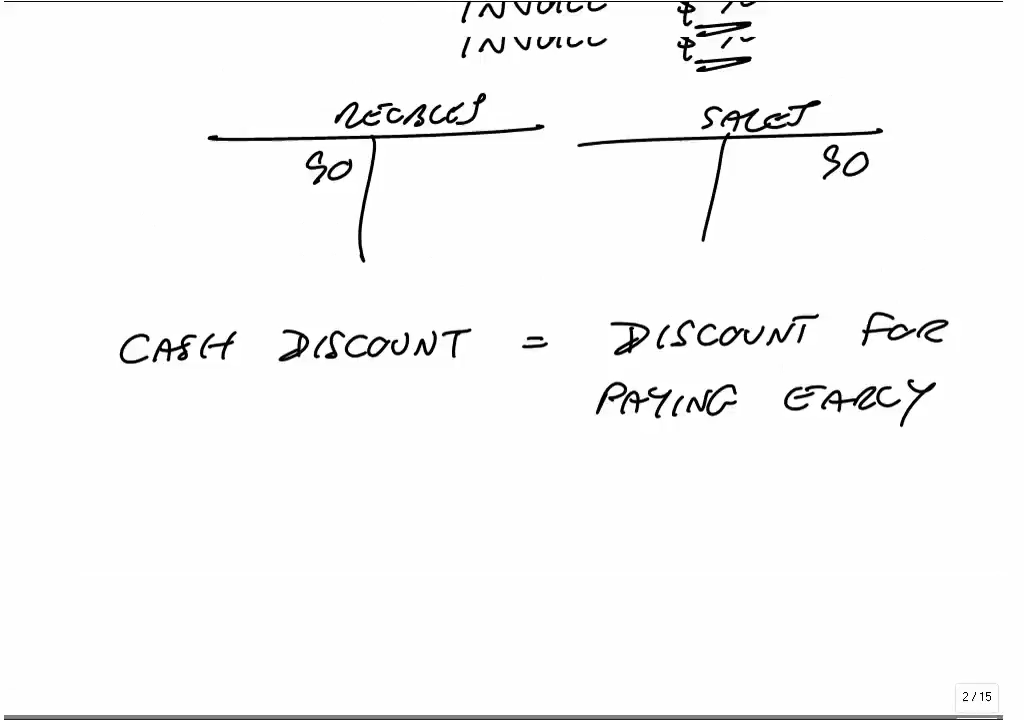 INVOICE $
INVOICE $
RECBLES SALES
90 90
CASH DISCOUNT = DISCOUNT FOR
PAYING EARLY
2 / 15